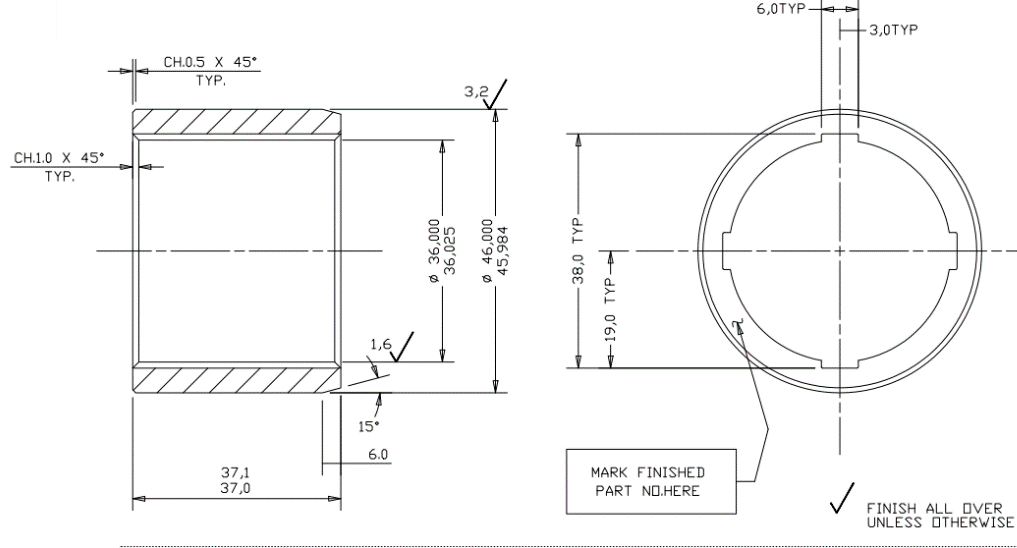 6,0TYP
3,0TYP
CH.0.5 X 45°
TYP.
3,2
CH.1.0 X 45°
TYP.
ø 36,000
36,025
ø 46,000
45,984
38,0 TYP
19,0 TYP
1,6
15°
6.0
37,1
37,0
MARK FINISHED
PART NO.HERE
FINISH ALL OVER
UNLESS OTHERWISE